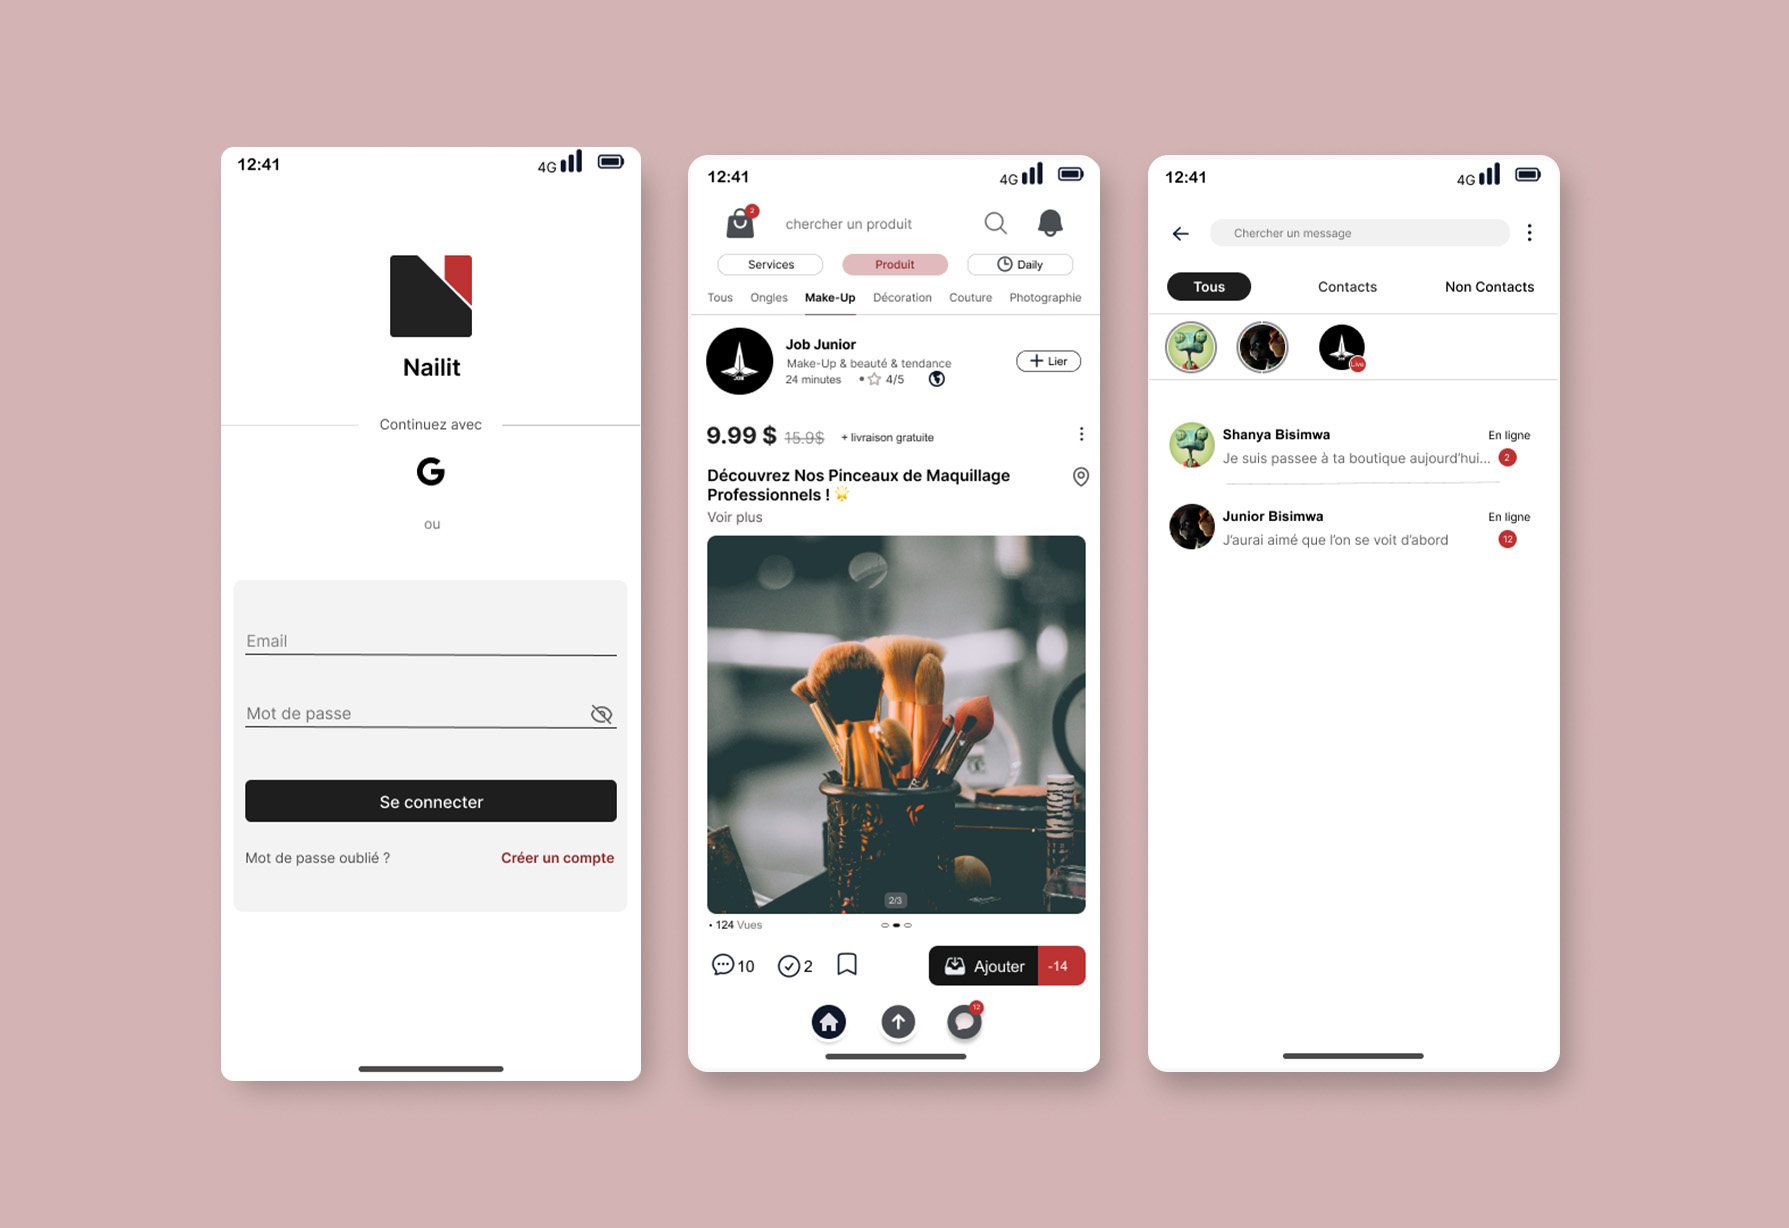 12:41
4G
Nailit
Continuez avec
G
ou
Email
Mot de passe
Se connecter
Mot de passe oublié ?
Créer un compte
12:41
4G
2
chercher un produit
Services
Produit
Daily
Tous
Ongles
Make-Up
Décoration
Couture
Photographie
JOB
Job Junior
Make-Up & beauté & tendance
24 minutes • 4/5
+ Lier
9.99 $ 15.9$ + livraison gratuite
Découvrez Nos Pinceaux de Maquillage
Professionnels ! 🌟
Voir plus
2/3
• 124 Vues
10
2
Ajouter
-14
12
12:41
4G
Chercher un message
Tous
Contacts
Non Contacts
JOB
Live
Shanya Bisimwa
En ligne
Je suis passee à ta boutique aujourd’hui...
2
Junior Bisimwa
En ligne
J’aurai aimé que l’on se voit d’abord
12